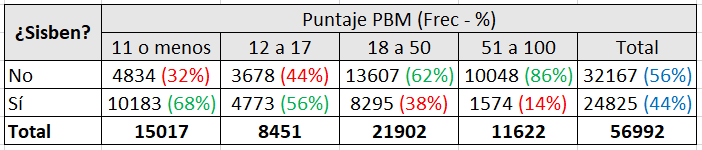 ¿Sisben? Puntaje PBM (Frec - %)
11 o menos 12 a 17 18 a 50 51 a 100 Total
No 4834 (32%) 3678 (44%) 13607 (62%) 10048 (86%) 32167 (56%)
Sí 10183 (68%) 4773 (56%) 8295 (38%) 1574 (14%) 24825 (44%)
Total 15017 8451 21902 11622 56992